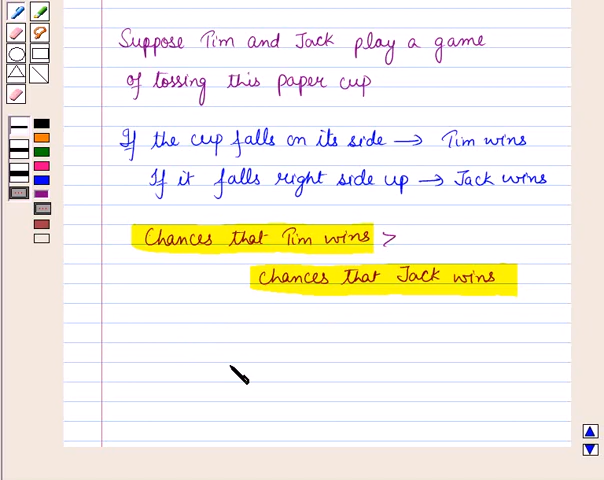 Suppose Tim and Jack play a game
of tossing this paper cup
If the cup falls on its side → Tim wins
If it falls right side up → Jack wins
Chances that Tim wins >
Chances that Jack wins